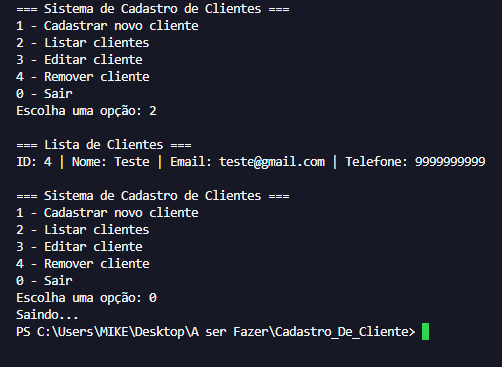 === Sistema de Cadastro de Clientes ===
1 - Cadastrar novo cliente
2 - Listar clientes
3 - Editar cliente
4 - Remover cliente
0 - Sair
Escolha uma opção: 2
=== Lista de Clientes ===
ID: 4 | Nome: Teste | Email: teste@gmail.com | Telefone: 9999999999
=== Sistema de Cadastro de Clientes ===
1 - Cadastrar novo cliente
2 - Listar clientes
3 - Editar cliente
4 - Remover cliente
0 - Sair
Escolha uma opção: 0
Saindo...
PS C:\Users\MIKE\Desktop\A ser Fazer\Cadastro_De_Cliente>